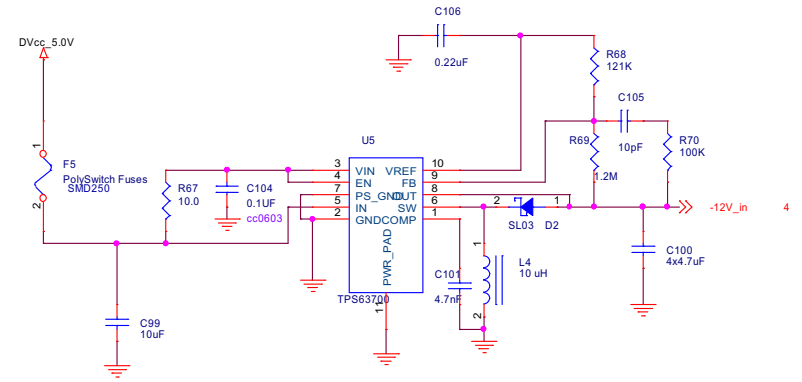 C106
DVcc_5.0V
0.22uF
R68
121K
C105
U5
R69
10pF
R70
100K
1
F5
PolySwitch Fuses
SMD250
2
R67
10.0
C104
0.1UF
cc0603
3
4
7
5
2
VIN
EN
PS_GND
IN
GND
VREF
FB
OUT
SW
COMP
10
9
8
6
1
1.2M
2
1
SL03
D2
-12V_in
4
PWR_PAD
TPS63700
11
C101
4.7nF
1
L4
10 uH
2
C100
4x4.7uF
C99
10uF